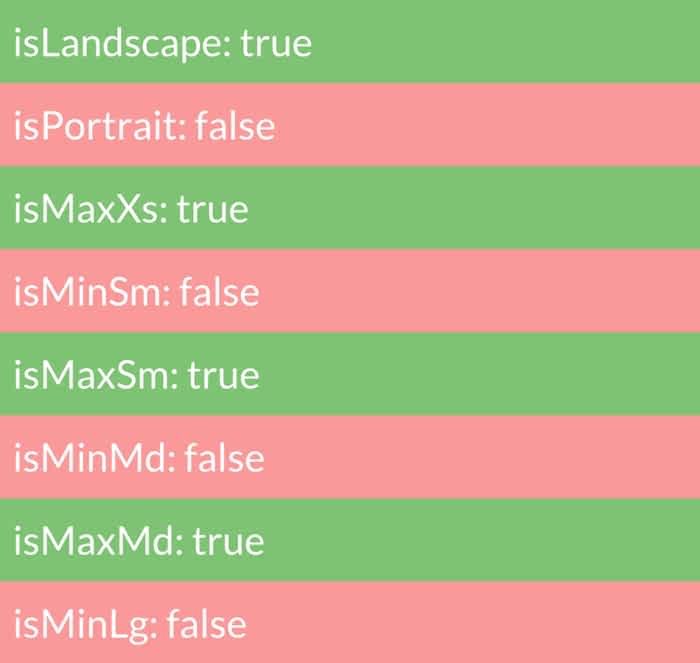 isLandscape: true
isPortrait: false
isMaxXs: true
isMinSm: false
isMaxSm: true
isMinMd: false
isMaxMd: true
isMinLg: false